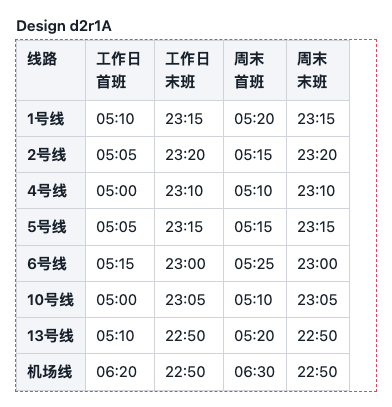 Design d2r1A
线路 工作日首班 工作日末班 周末首班 周末末班
1号线 05:10 23:15 05:20 23:15
2号线 05:05 23:20 05:15 23:20
4号线 05:00 23:10 05:10 23:10
5号线 05:05 23:15 05:15 23:15
6号线 05:15 23:00 05:25 23:00
10号线 05:00 23:05 05:10 23:05
13号线 05:10 22:50 05:20 22:50
机场线 06:20 22:50 06:30 22:50